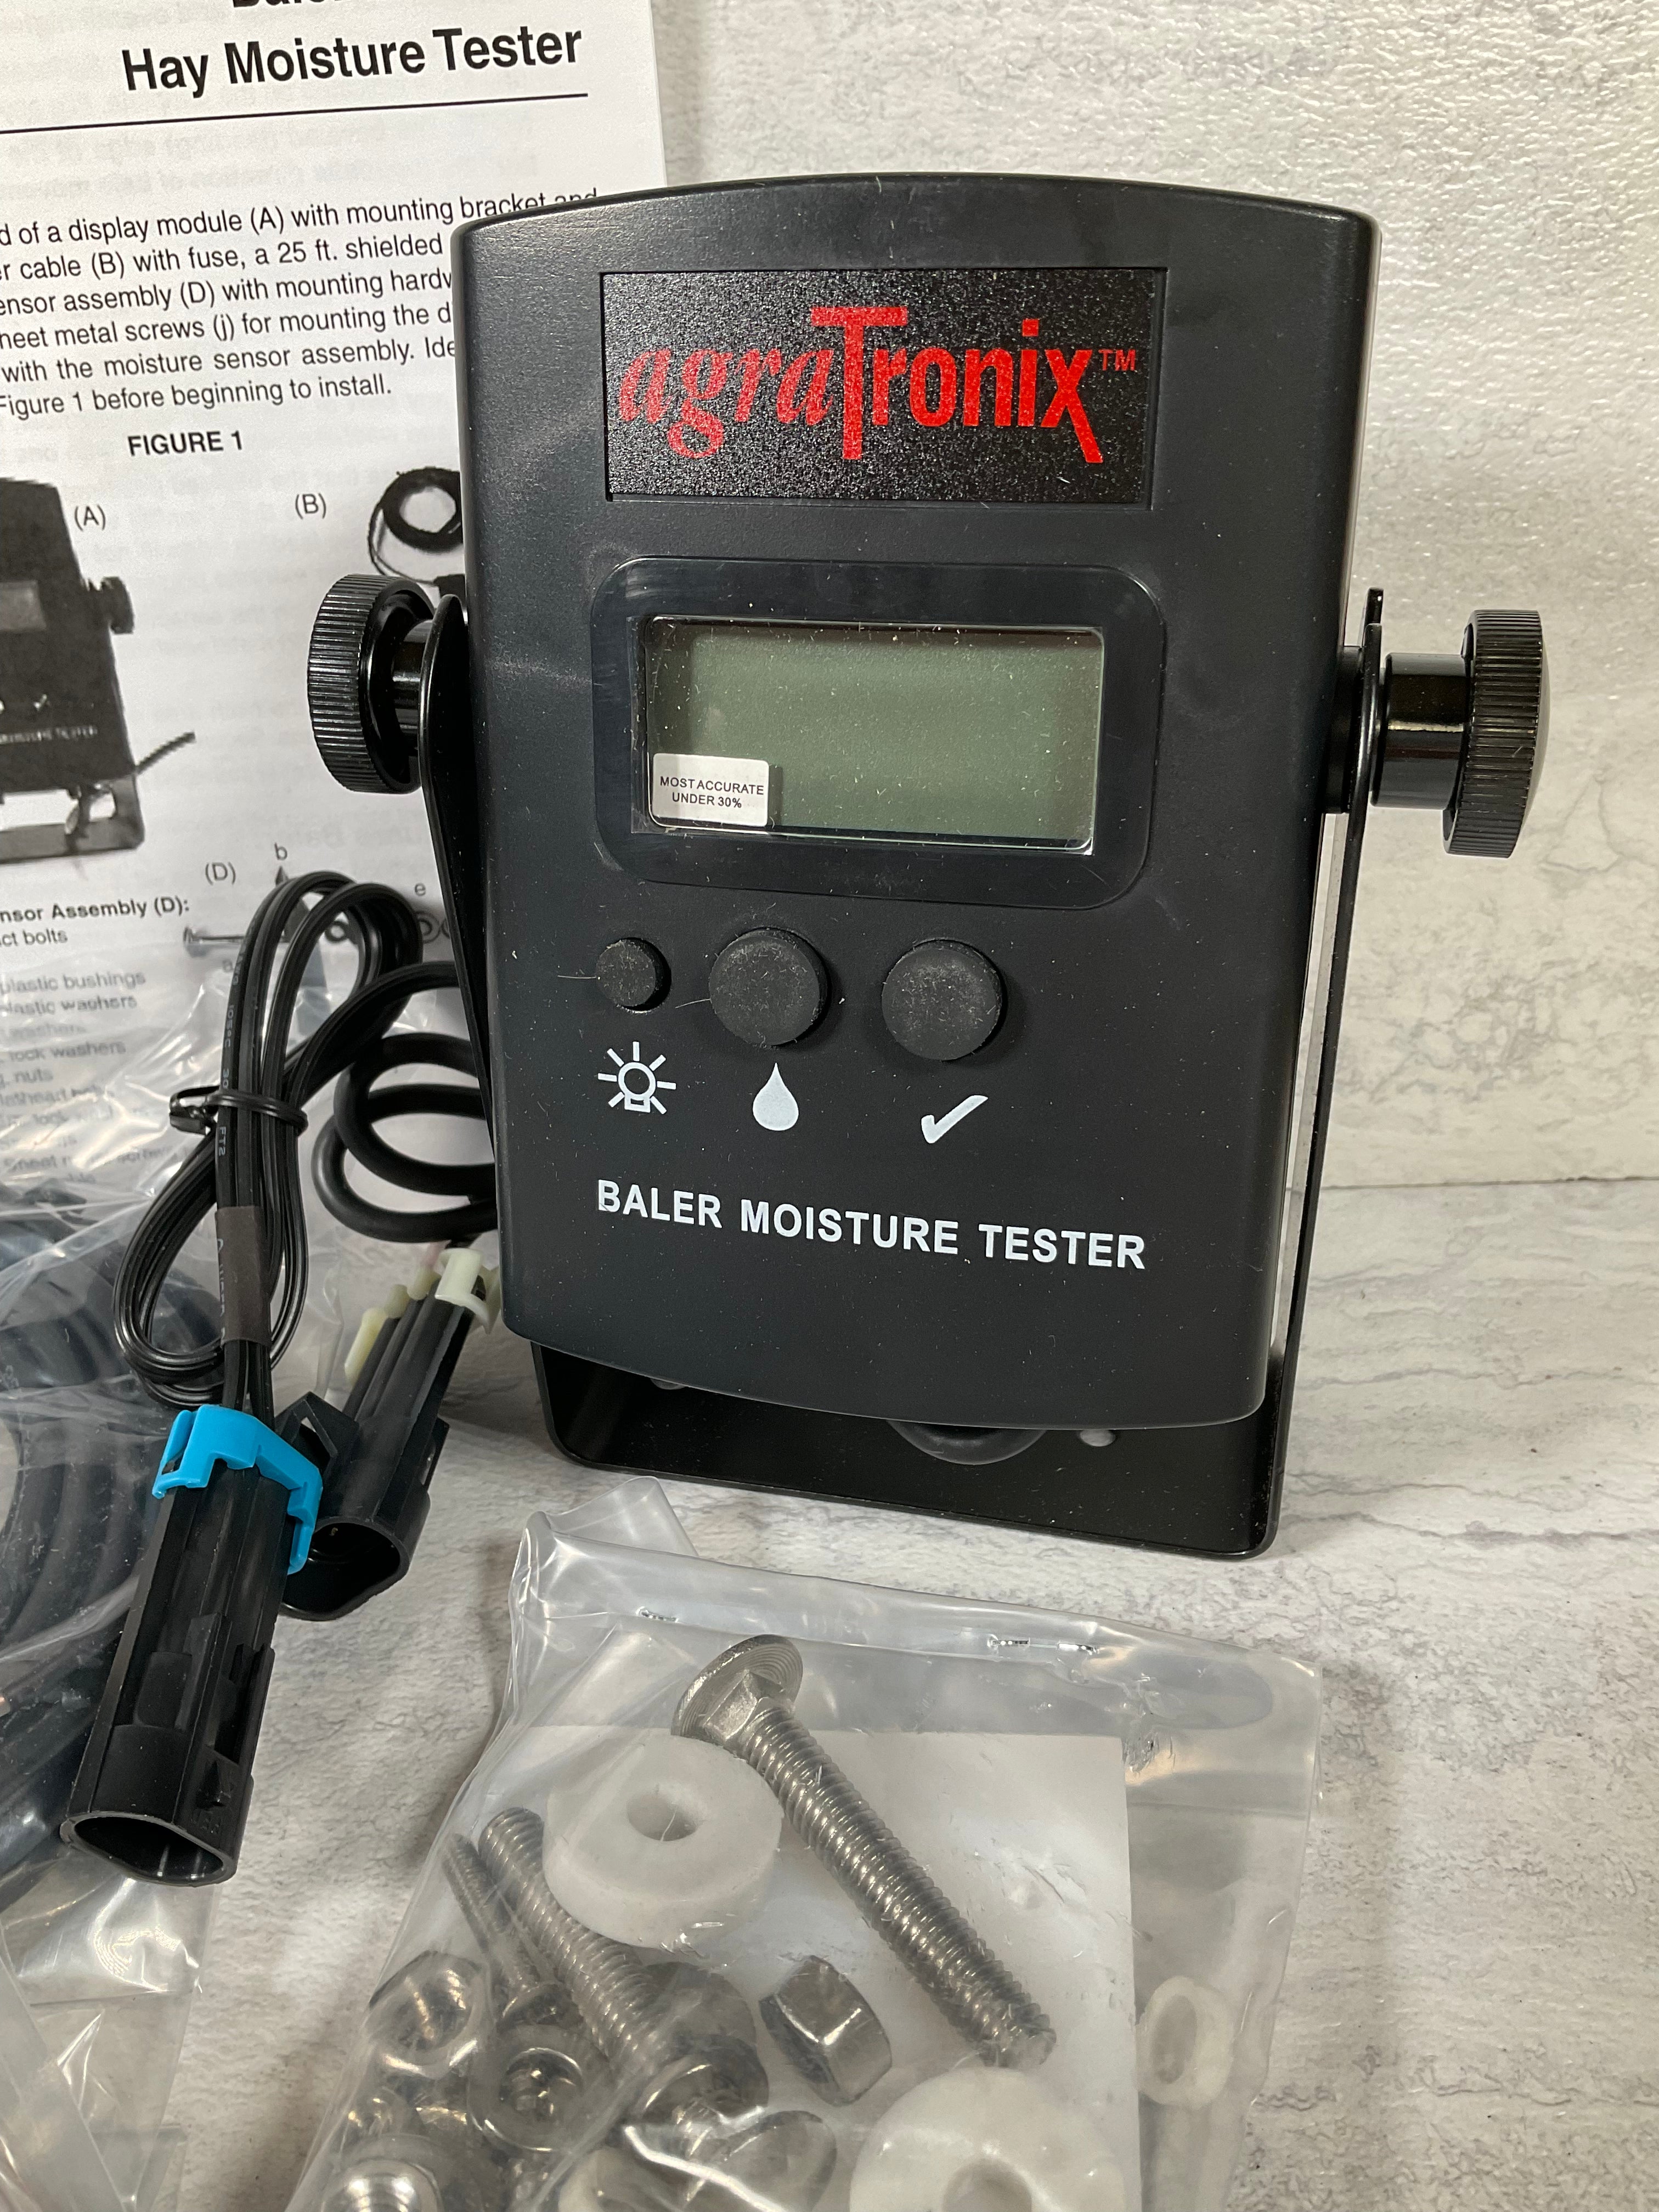 Hay Moisture Tester
d of a display module (A) with mounting bracket and
r cable (B) with fuse, a 25 ft. shielded
ensor assembly (D) with mounting hardw
heet metal screws (j) for mounting the d
with the moisture sensor assembly. Ide
Figure 1 before beginning to install.
FIGURE 1
(A)
(B)
(D)
b
e
a
nsor Assembly (D):
ct bolts
plastic bushings
lastic washers
washers
lock washers
nuts
agraTronix™
MOST ACCURATE
UNDER 30%
BALER MOISTURE TESTER